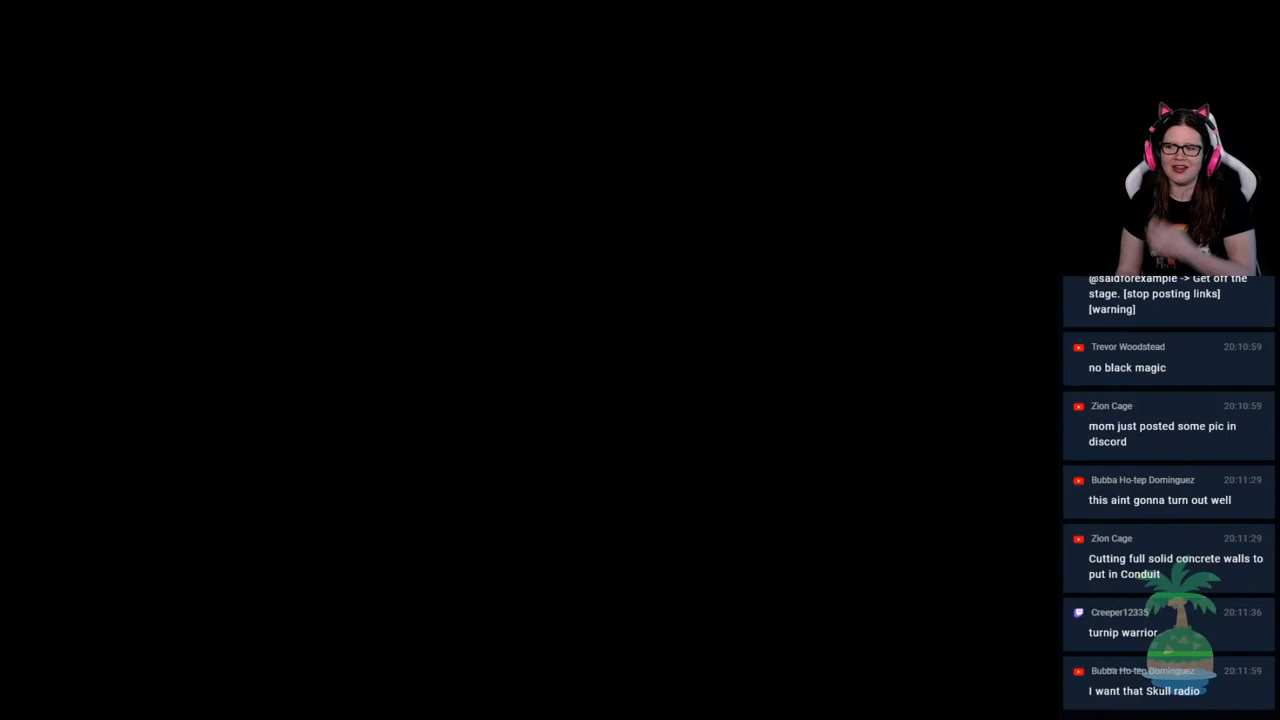 @saidforexample -> Get off the
stage. [stop posting links]
[warning]
Trevor Woodstead 20:10:59
no black magic
Zion Cage 20:10:59
mom just posted some pic in
discord
Bubba Ho-tep Dominguez 20:11:29
this aint gonna turn out well
Zion Cage 20:11:29
Cutting full solid concrete walls to
put in Conduit
Creeper12335 20:11:36
turnip warrior
Bubba Ho-tep Dominguez 20:11:59
I want that Skull radio